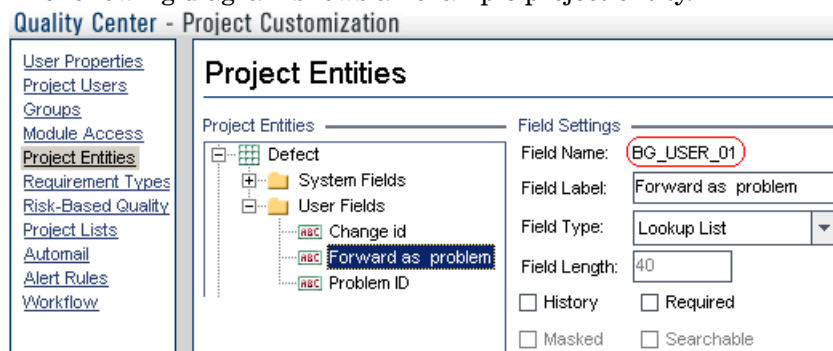 Quality Center - Project Customization
User Properties
Project Users
Groups
Module Access
Project Entities
Requirement Types
Risk-Based Quality
Project Lists
Automail
Alert Rules
Workflow
Project Entities
Project Entities
Defect
System Fields
User Fields
ABC Change id
ABC Forward as problem
ABC Problem ID
Field Settings
Field Name: BG_USER_01
Field Label: Forward as problem
Field Type: Lookup List
Field Length: 40
History Required
Masked Searchable